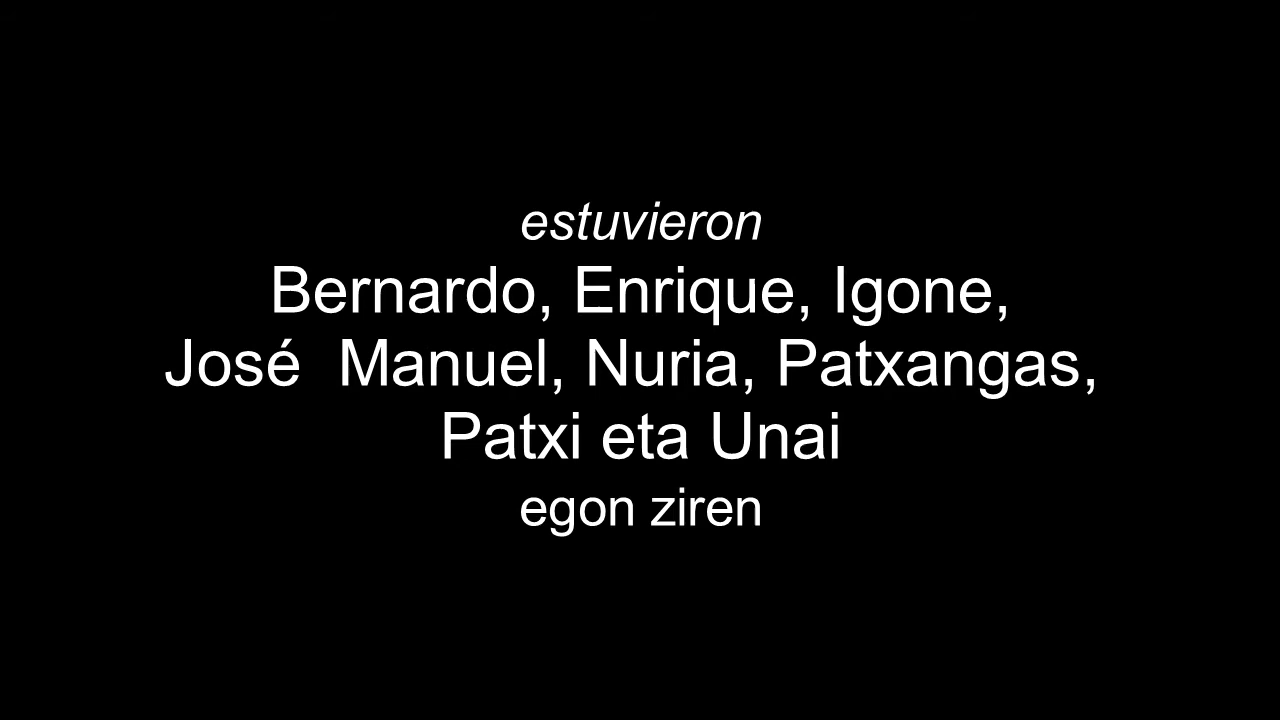 estuvieron
Bernardo, Enrique, Igone,
José  Manuel, Nuria, Patxangas,
Patxi eta Unai
egon ziren